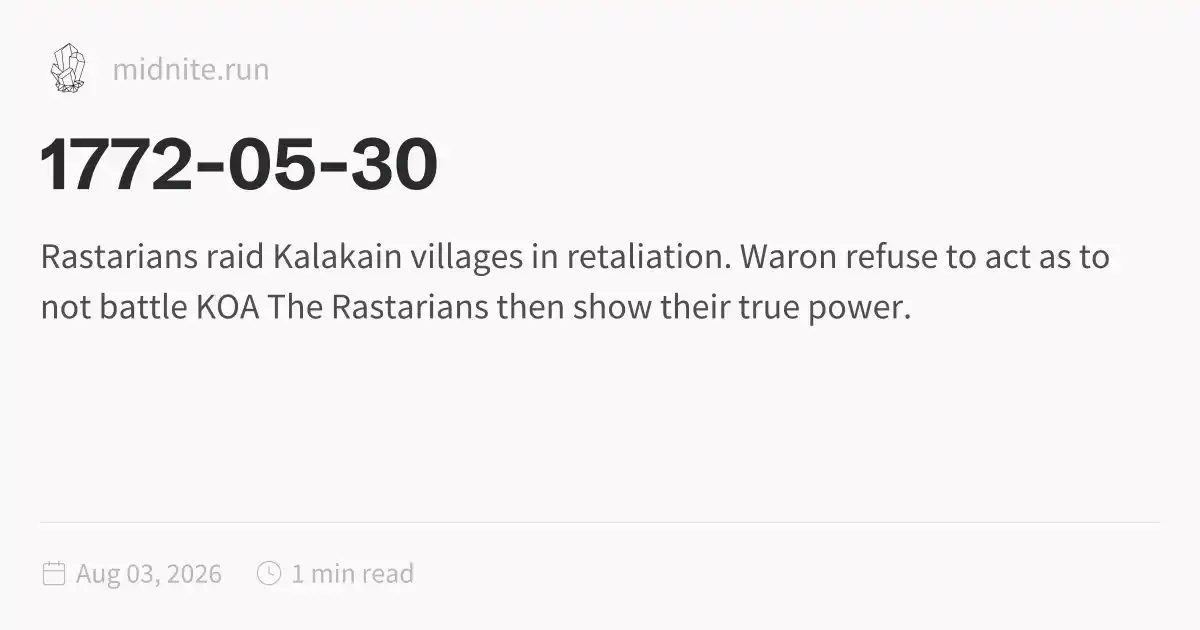 midnite.run
1772-05-30
Rastarians raid Kalakain villages in retaliation. Waron refuse to act as to
not battle KOA The Rastarians then show their true power.
Aug 03, 2026 1 min read